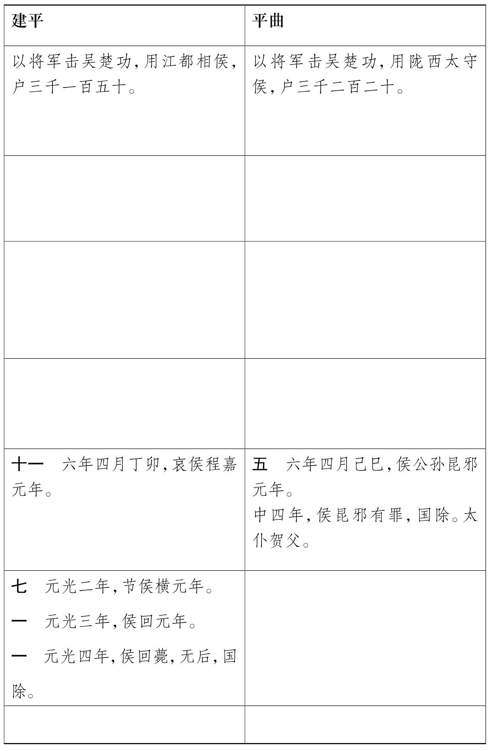 建平
平曲
以将军击吴楚功,用江都相侯,
户三千一百五十。
以将军击吴楚功,用陇西太守
侯,户三千二百二十。
十一 六年四月丁卯,哀侯程嘉
元年。
五 六年四月己巳,侯公孙昆邪
元年。
中四年,侯昆邪有罪,国除。太
仆贺父。
七 元光二年,节侯横元年。
一 元光三年,侯回元年。
一 元光四年,侯回薨,无后,国
除。